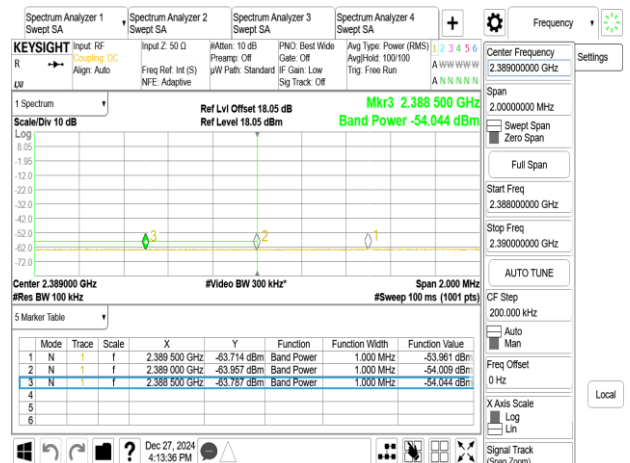 Spectrum Analyzer 1
Swept SA
Spectrum Analyzer 2
Swept SA
Spectrum Analyzer 3
Swept SA
Spectrum Analyzer 4
Swept SA
+
Frequency
KEYSIGHT
R
Input: RF
Coupling: DC
Align: Auto
Input Z: 50 Ω
Freq Ref: Int (S)
NFE: Adaptive
#Atten: 10 dB
Preamp: Off
µW Path: Standard
PNO: Best Wide
Gate: Off
IF Gain: Low
Sig Track: Off
Avg Type: Power (RMS)
Avg|Hold: 100/100
Trig: Free Run
1 2 3 4 5 6
A W W W W W
A N N N N N
1 Spectrum
Scale/Div 10 dB
Ref Lvl Offset 18.05 dB
Ref Level 18.05 dBm
Mkr3 2.388 500 GHz
Band Power -54.044 dBm
Log
8.05
-1.95
-12.0
-22.0
-32.0
-42.0
-52.0
-62.0
-72.0
3
2
1
Center 2.389000 GHz
#Res BW 100 kHz
#Video BW 300 kHz*
Span 2.000 MHz
#Sweep 100 ms (1001 pts)
5 Marker Table
Mode Trace Scale X Y Function Function Width Function Value
1 N 1 f 2.389 500 GHz -63.714 dBm Band Power 1.000 MHz -53.961 dBm
2 N 1 f 2.389 000 GHz -63.957 dBm Band Power 1.000 MHz -54.009 dBm
3 N 1 f 2.388 500 GHz -63.787 dBm Band Power 1.000 MHz -54.044 dBm
4
5
6
?
Dec 27, 2024
4:13:36 PM
Center Frequency
2.389000000 GHz
Settings
Span
2.00000000 MHz
Swept Span
Zero Span
Full Span
Start Freq
2.388000000 GHz
Stop Freq
2.390000000 GHz
AUTO TUNE
CF Step
200.000 kHz
Auto
Man
Freq Offset
0 Hz
X Axis Scale
Log
Lin
Local
Signal Track
(Span Zoom)